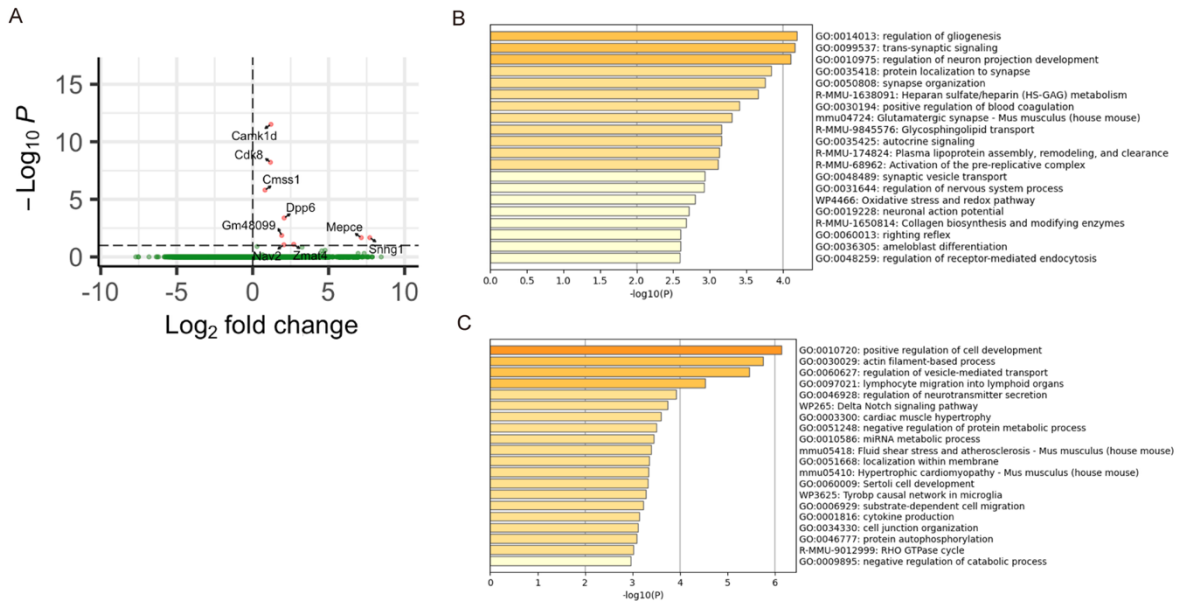 A
− Log10 P
15
10
5
0
Camk1d
Cdk8
Cmss1
Dpp6
Gm48099
Mepce
Nav2
Zmat4
Snhg1
-10
-5
0
5
10
Log2 fold change
B
GO:0014013: regulation of gliogenesis
GO:0099537: trans-synaptic signaling
GO:0010975: regulation of neuron projection development
GO:0035418: protein localization to synapse
GO:0050808: synapse organization
R-MMU-1638091: Heparan sulfate/heparin (HS-GAG) metabolism
GO:0030194: positive regulation of blood coagulation
mmu04724: Glutamatergic synapse - Mus musculus (house mouse)
R-MMU-9845576: Glycosphingolipid transport
GO:0035425: autocrine signaling
R-MMU-174824: Plasma lipoprotein assembly, remodeling, and clearance
R-MMU-68962: Activation of the pre-replicative complex
GO:0048489: synaptic vesicle transport
GO:0031644: regulation of nervous system process
WP4466: Oxidative stress and redox pathway
GO:0019228: neuronal action potential
R-MMU-1650814: Collagen biosynthesis and modifying enzymes
GO:0060013: righting reflex
GO:0036305: ameloblast differentiation
GO:0048259: regulation of receptor-mediated endocytosis
0.0 0.5 1.0 1.5 2.0 2.5 3.0 3.5 4.0
-log10(P)
C
GO:0010720: positive regulation of cell development
GO:0030029: actin filament-based process
GO:0060627: regulation of vesicle-mediated transport
GO:0097021: lymphocyte migration into lymphoid organs
GO:0046928: regulation of neurotransmitter secretion
WP265: Delta Notch signaling pathway
GO:0003300: cardiac muscle hypertrophy
GO:0051248: negative regulation of protein metabolic process
GO:0010586: miRNA metabolic process
mmu05418: Fluid shear stress and atherosclerosis - Mus musculus (house mouse)
GO:0051668: localization within membrane
mmu05410: Hypertrophic cardiomyopathy - Mus musculus (house mouse)
GO:0060009: Sertoli cell development
WP3625: Tyrobp causal network in microglia
GO:0006929: substrate-dependent cell migration
GO:0001816: cytokine production
GO:0034330: cell junction organization
GO:0046777: protein autophosphorylation
R-MMU-9012999: RHO GTPase cycle
GO:0009895: negative regulation of catabolic process
0 1 2 3 4 5 6
-log10(P)